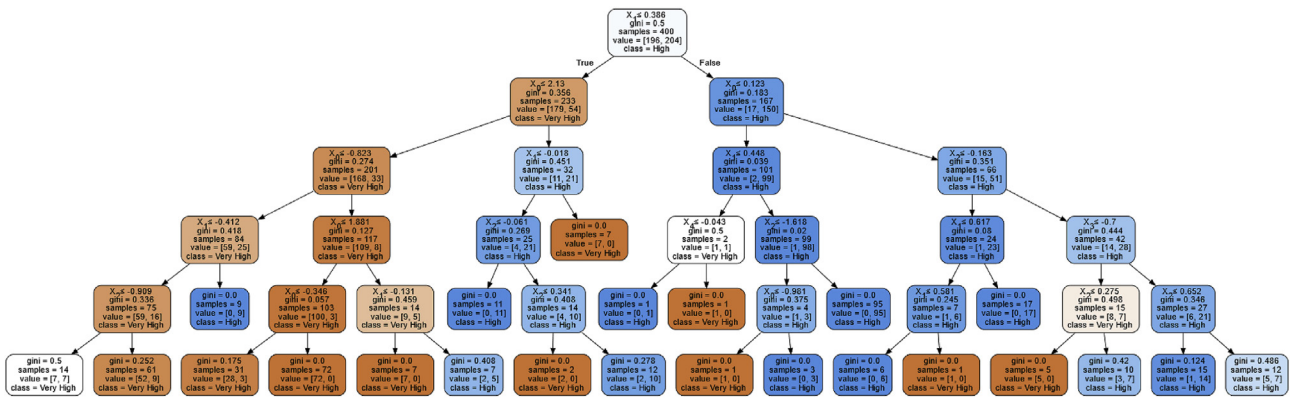 X ≤ 0.386
gini = 0.5
samples = 400
value = [196, 204]
class = High
True
False
X₀≤ 2.13
gini = 0.356
samples = 233
value = [179, 54]
class = Very High
X₀≤ 0.123
gini = 0.183
samples = 167
value = [17, 150]
class = High
X₀≤ -0.823
gini = 0.274
samples = 201
value = [168, 33]
class = Very High
X ≤ -0.018
gini = 0.451
samples = 32
value = [11, 21]
class = High
X ≤ 0.448
gini = 0.039
samples = 101
value = [2, 99]
class = High
X ≤ -0.163
gini = 0.351
samples = 66
value = [15, 51]
class = High
X ≤ -0.412
gini = 0.418
samples = 84
value = [59, 25]
class = Very High
X₀≤ 1.881
gini = 0.127
samples = 117
value = [109, 8]
class = Very High
X ≤ -0.061
gini = 0.269
samples = 25
value = [4, 21]
class = High
gini = 0.0
samples = 7
value = [7, 0]
class = Very High
X ≤ -0.043
gini = 0.5
samples = 2
value = [1, 1]
class = Very High
X ≤ -1.618
gini = 0.02
samples = 99
value = [1, 98]
class = High
X ≤ 0.617
gini = 0.08
samples = 24
value = [1, 23]
class = High
X ≤ -0.7
gini = 0.444
samples = 42
value = [14, 28]
class = High
X ≤ -0.909
gini = 0.336
samples = 75
value = [59, 16]
class = Very High
gini = 0.0
samples = 9
value = [0, 9]
class = High
X ≤ -0.346
gini = 0.057
samples = 103
value = [100, 3]
class = Very High
X ≤ -0.131
gini = 0.459
samples = 14
value = [9, 5]
class = Very High
gini = 0.0
samples = 11
value = [0, 11]
class = High
X ≤ 0.341
gini = 0.408
samples = 14
value = [4, 10]
class = High
gini = 0.0
samples = 1
value = [0, 1]
class = High
gini = 0.0
samples = 1
value = [1, 0]
class = Very High
X ≤ -0.981
gini = 0.375
samples = 4
value = [1, 3]
class = High
gini = 0.0
samples = 95
value = [0, 95]
class = High
X ≤ 0.581
gini = 0.245
samples = 7
value = [1, 6]
class = High
gini = 0.0
samples = 17
value = [0, 17]
class = High
X ≤ 0.275
gini = 0.498
samples = 15
value = [8, 7]
class = Very High
X ≤ 0.652
gini = 0.346
samples = 27
value = [6, 21]
class = High
gini = 0.5
samples = 14
value = [7, 7]
class = Very High
gini = 0.252
samples = 61
value = [52, 9]
class = Very High
gini = 0.175
samples = 31
value = [28, 3]
class = Very High
gini = 0.0
samples = 72
value = [72, 0]
class = Very High
gini = 0.0
samples = 7
value = [7, 0]
class = Very High
gini = 0.408
samples = 7
value = [2, 5]
class = High
gini = 0.0
samples = 2
value = [2, 0]
class = Very High
gini = 0.278
samples = 12
value = [2, 10]
class = High
gini = 0.0
samples = 1
value = [1, 0]
class = Very High
gini = 0.0
samples = 3
value = [0, 3]
class = High
gini = 0.0
samples = 6
value = [0, 6]
class = High
gini = 0.0
samples = 1
value = [1, 0]
class = Very High
gini = 0.0
samples = 5
value = [5, 0]
class = Very High
gini = 0.42
samples = 10
value = [3, 7]
class = High
gini = 0.124
samples = 15
value = [1, 14]
class = High
gini = 0.486
samples = 12
value = [5, 7]
class = High